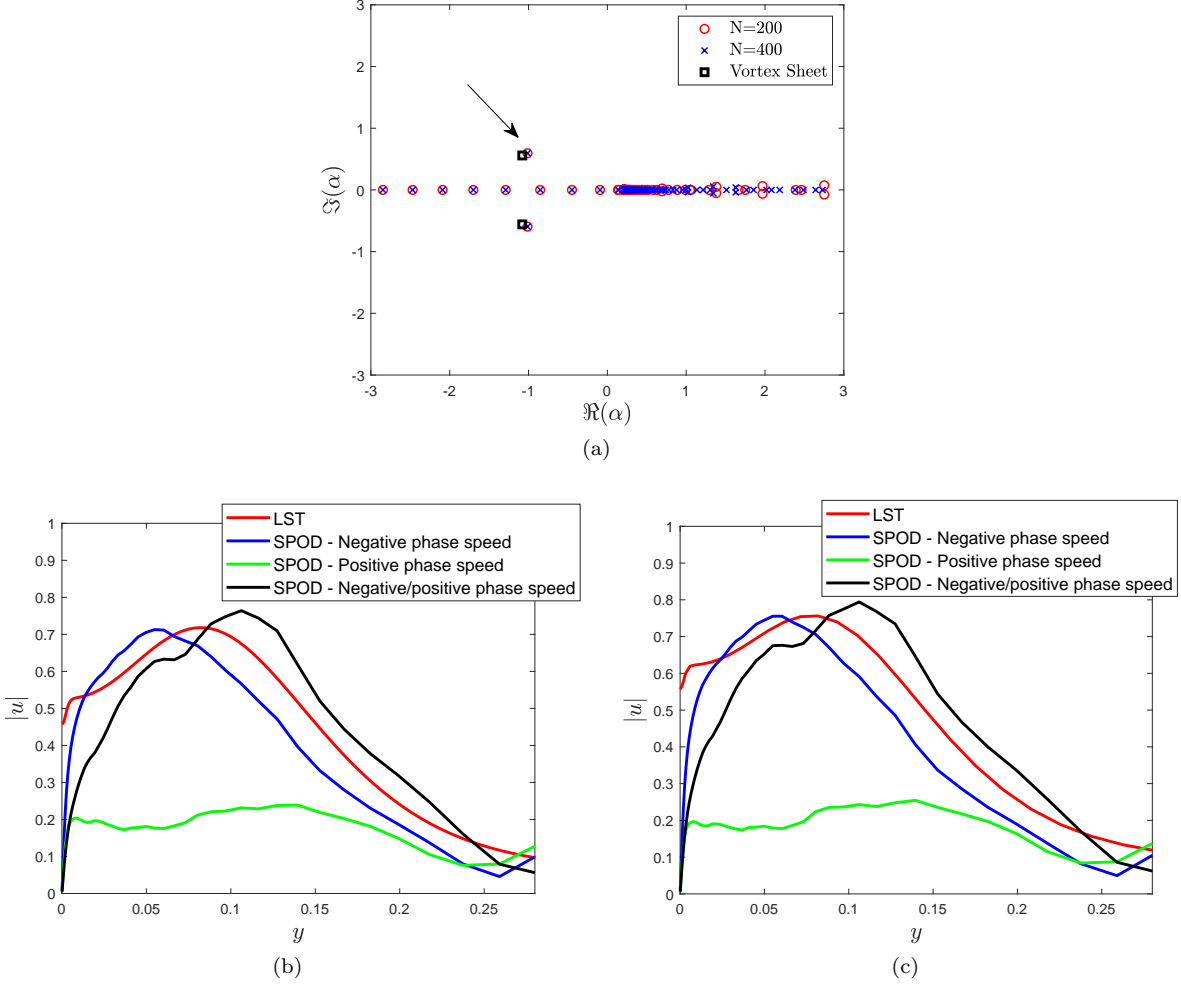 3
2
1
0
-1
-2
-3
ℑ(α)
N=200
N=400
Vortex Sheet
-3 -2 -1 0 1 2 3
ℜ(α)
(a)
LST
SPOD - Negative phase speed
SPOD - Positive phase speed
SPOD - Negative/positive phase speed
1
0.9
0.8
0.7
0.6
0.5
0.4
0.3
0.2
0.1
0
|u|
0 0.05 0.1 0.15 0.2 0.25
y
(b)
LST
SPOD - Negative phase speed
SPOD - Positive phase speed
SPOD - Negative/positive phase speed
1
0.9
0.8
0.7
0.6
0.5
0.4
0.3
0.2
0.1
0
|u|
0 0.05 0.1 0.15 0.2 0.25
y
(c)